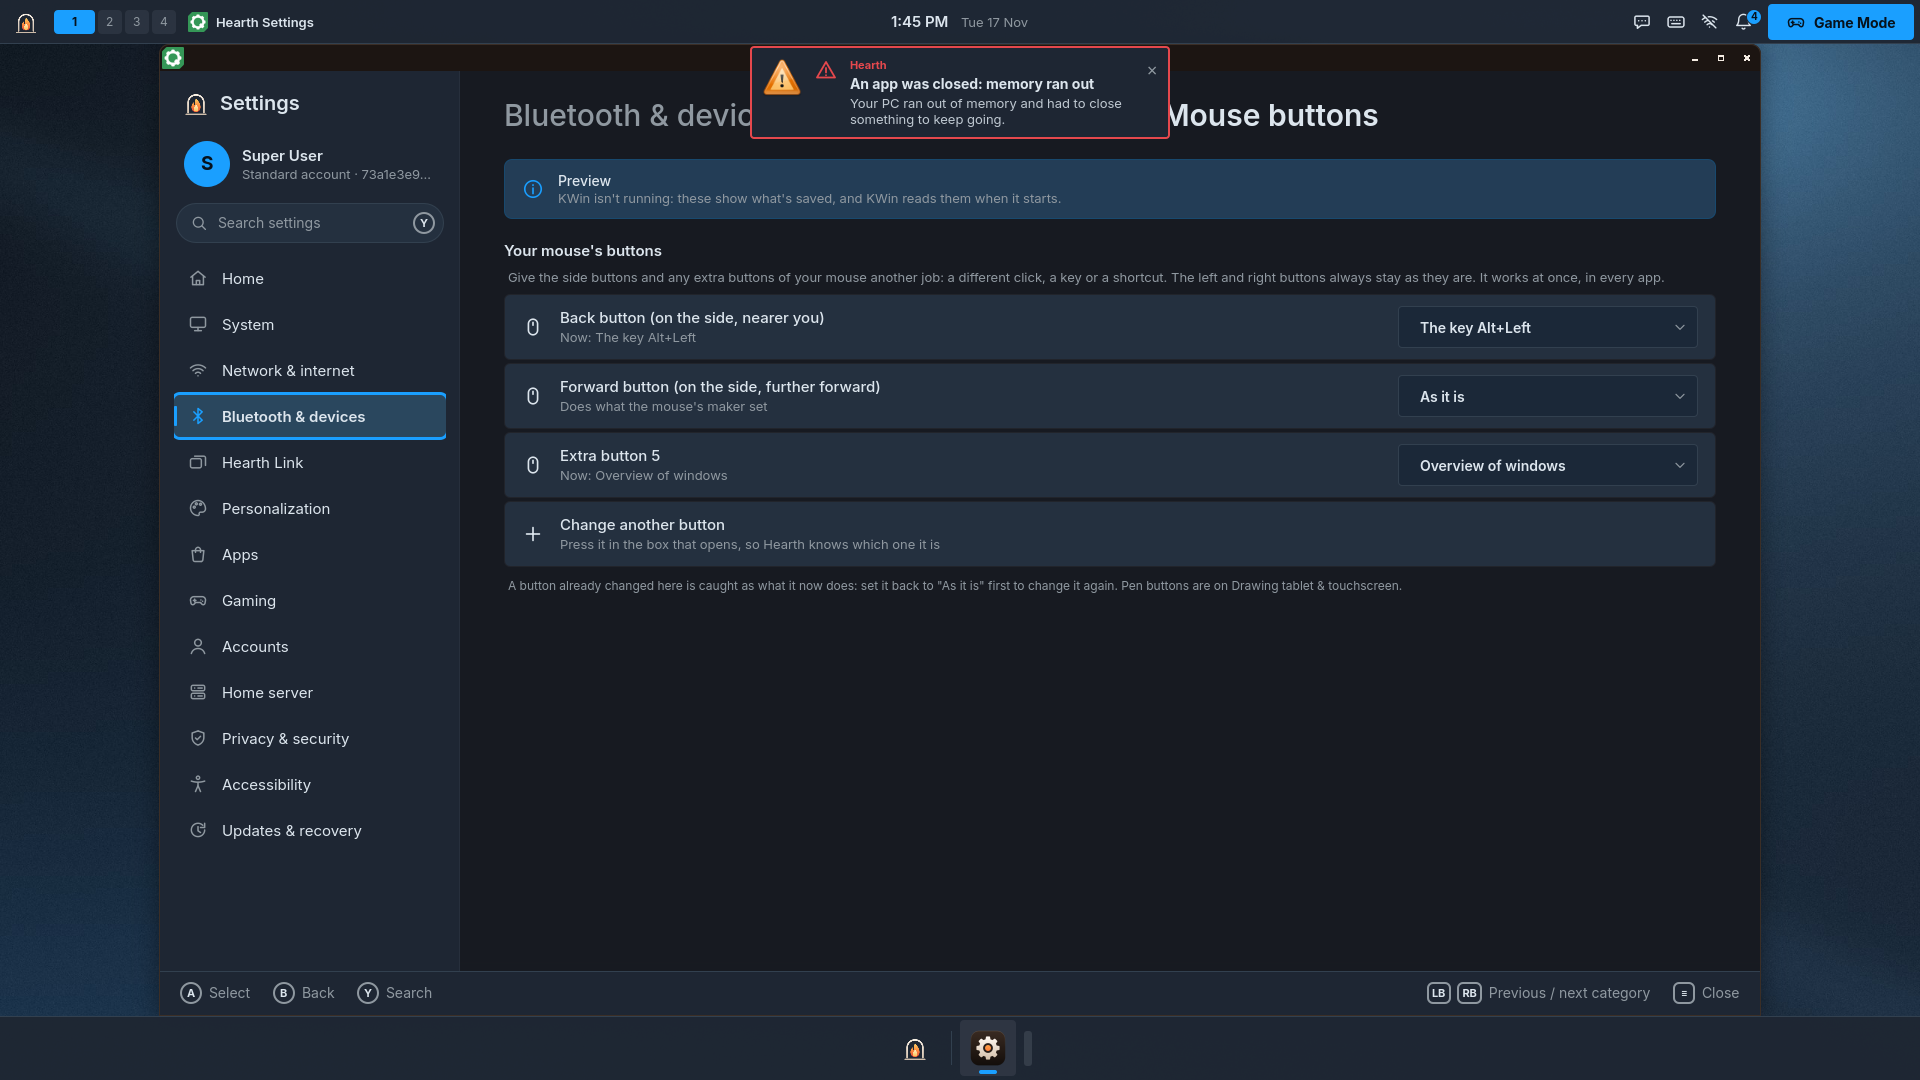 1
2
3
4
Hearth Settings
1:45 PM
Tue 17 Nov
4
Game Mode
Hearth
An app was closed: memory ran out
Your PC ran out of memory and had to close
something to keep going.
Settings
S
Super User
Standard account · 73a1e3e9...
Search settings
Y
Home
System
Network & internet
Bluetooth & devices
Hearth Link
Personalization
Apps
Gaming
Accounts
Home server
Privacy & security
Accessibility
Updates & recovery
Bluetooth & devic
Mouse buttons
Preview
KWin isn't running: these show what's saved, and KWin reads them when it starts.
Your mouse's buttons
Give the side buttons and any extra buttons of your mouse another job: a different click, a key or a shortcut. The left and right buttons always stay as they are. It works at once, in every app.
Back button (on the side, nearer you)
Now: The key Alt+Left
The key Alt+Left
Forward button (on the side, further forward)
Does what the mouse's maker set
As it is
Extra button 5
Now: Overview of windows
Overview of windows
Change another button
Press it in the box that opens, so Hearth knows which one it is
A button already changed here is caught as what it now does: set it back to "As it is" first to change it again. Pen buttons are on Drawing tablet & touchscreen.
A Select
B Back
Y Search
LB RB Previous / next category
Close